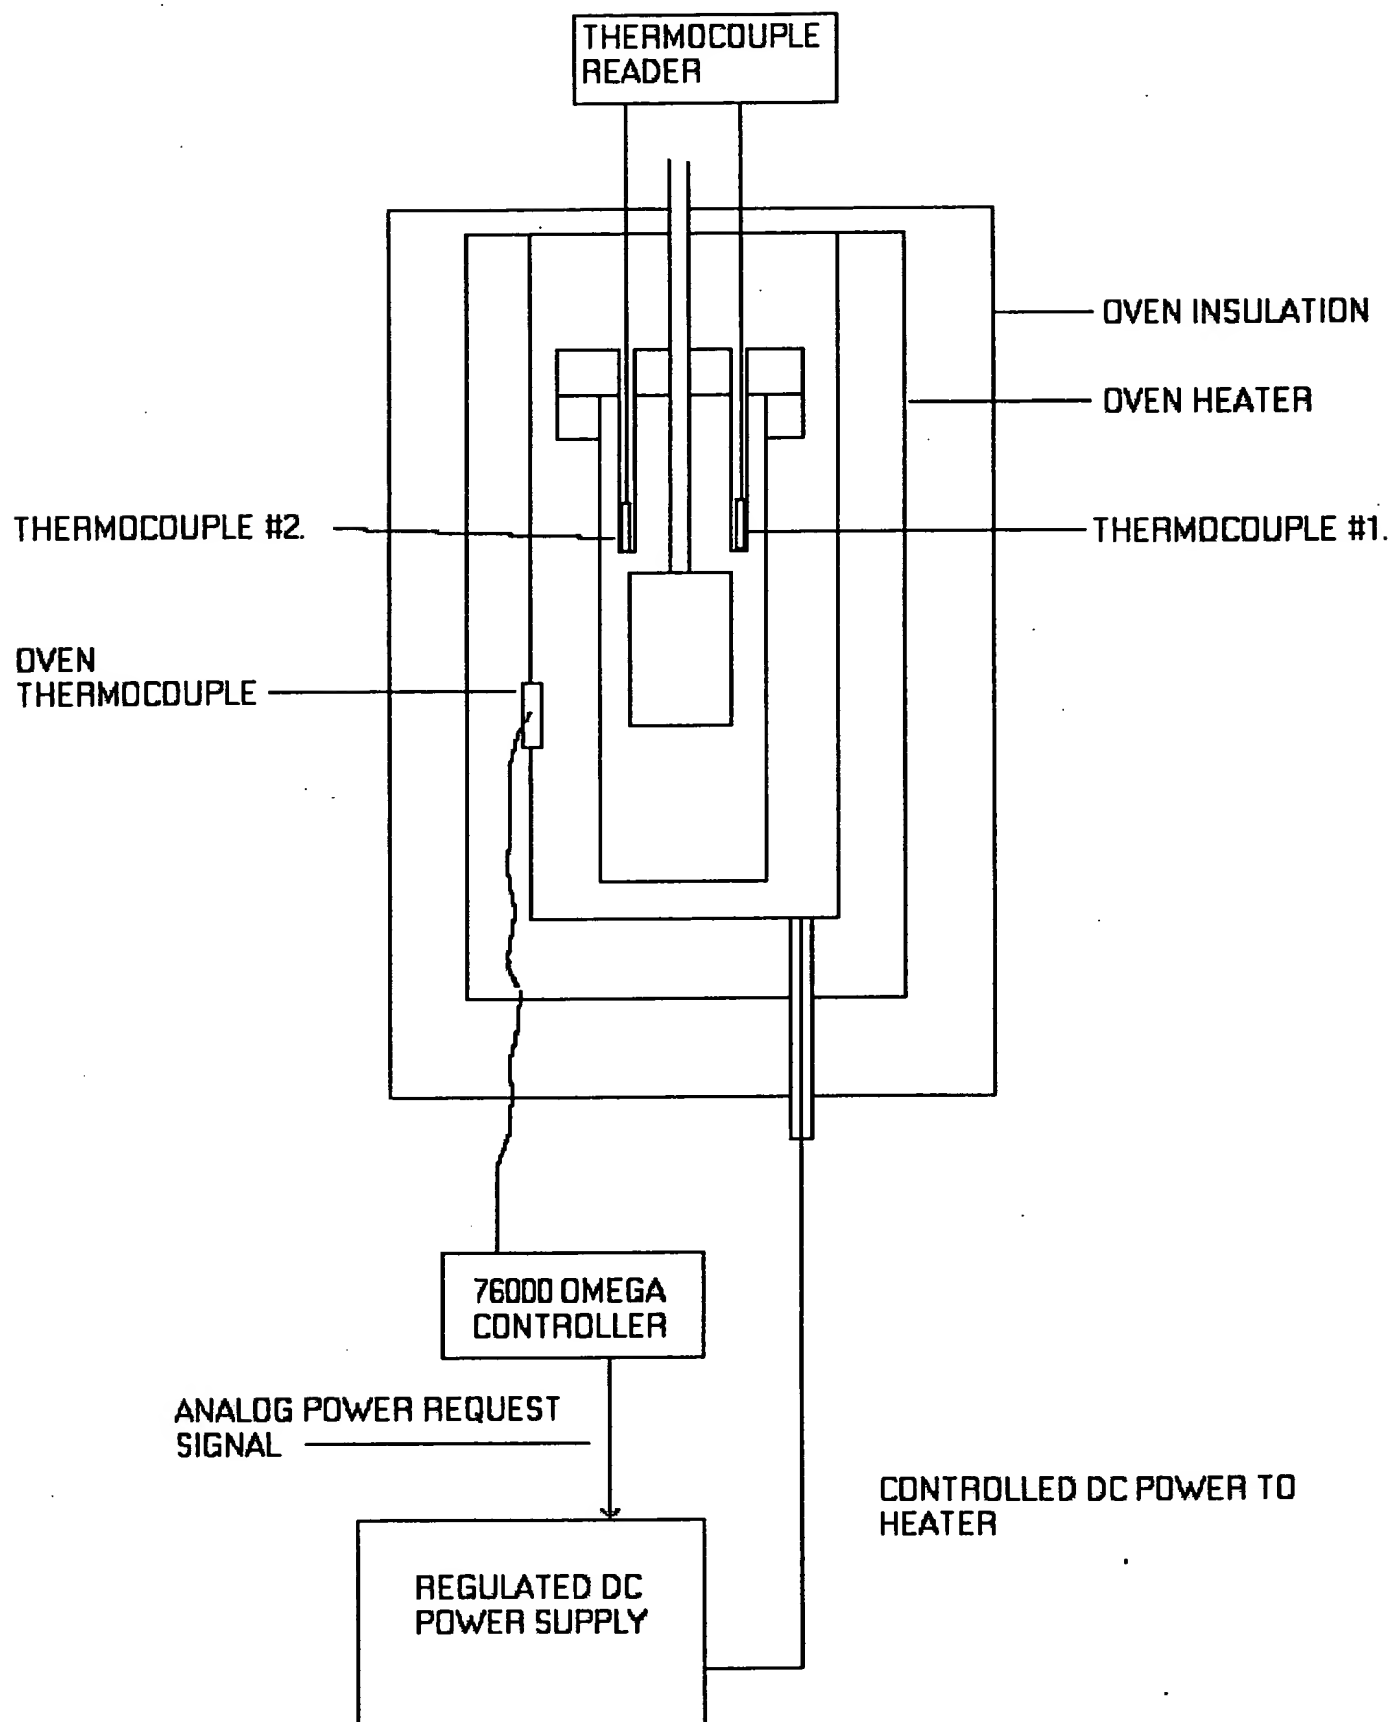 THERMOCOUPLE
READER
OVEN INSULATION
OVEN HEATER
THERMOCOUPLE #2.
THERMOCOUPLE #1.
OVEN
THERMOCOUPLE
76000 OMEGA
CONTROLLER
ANALOG POWER REQUEST
SIGNAL
CONTROLLED DC POWER TO
HEATER
REGULATED DC
POWER SUPPLY